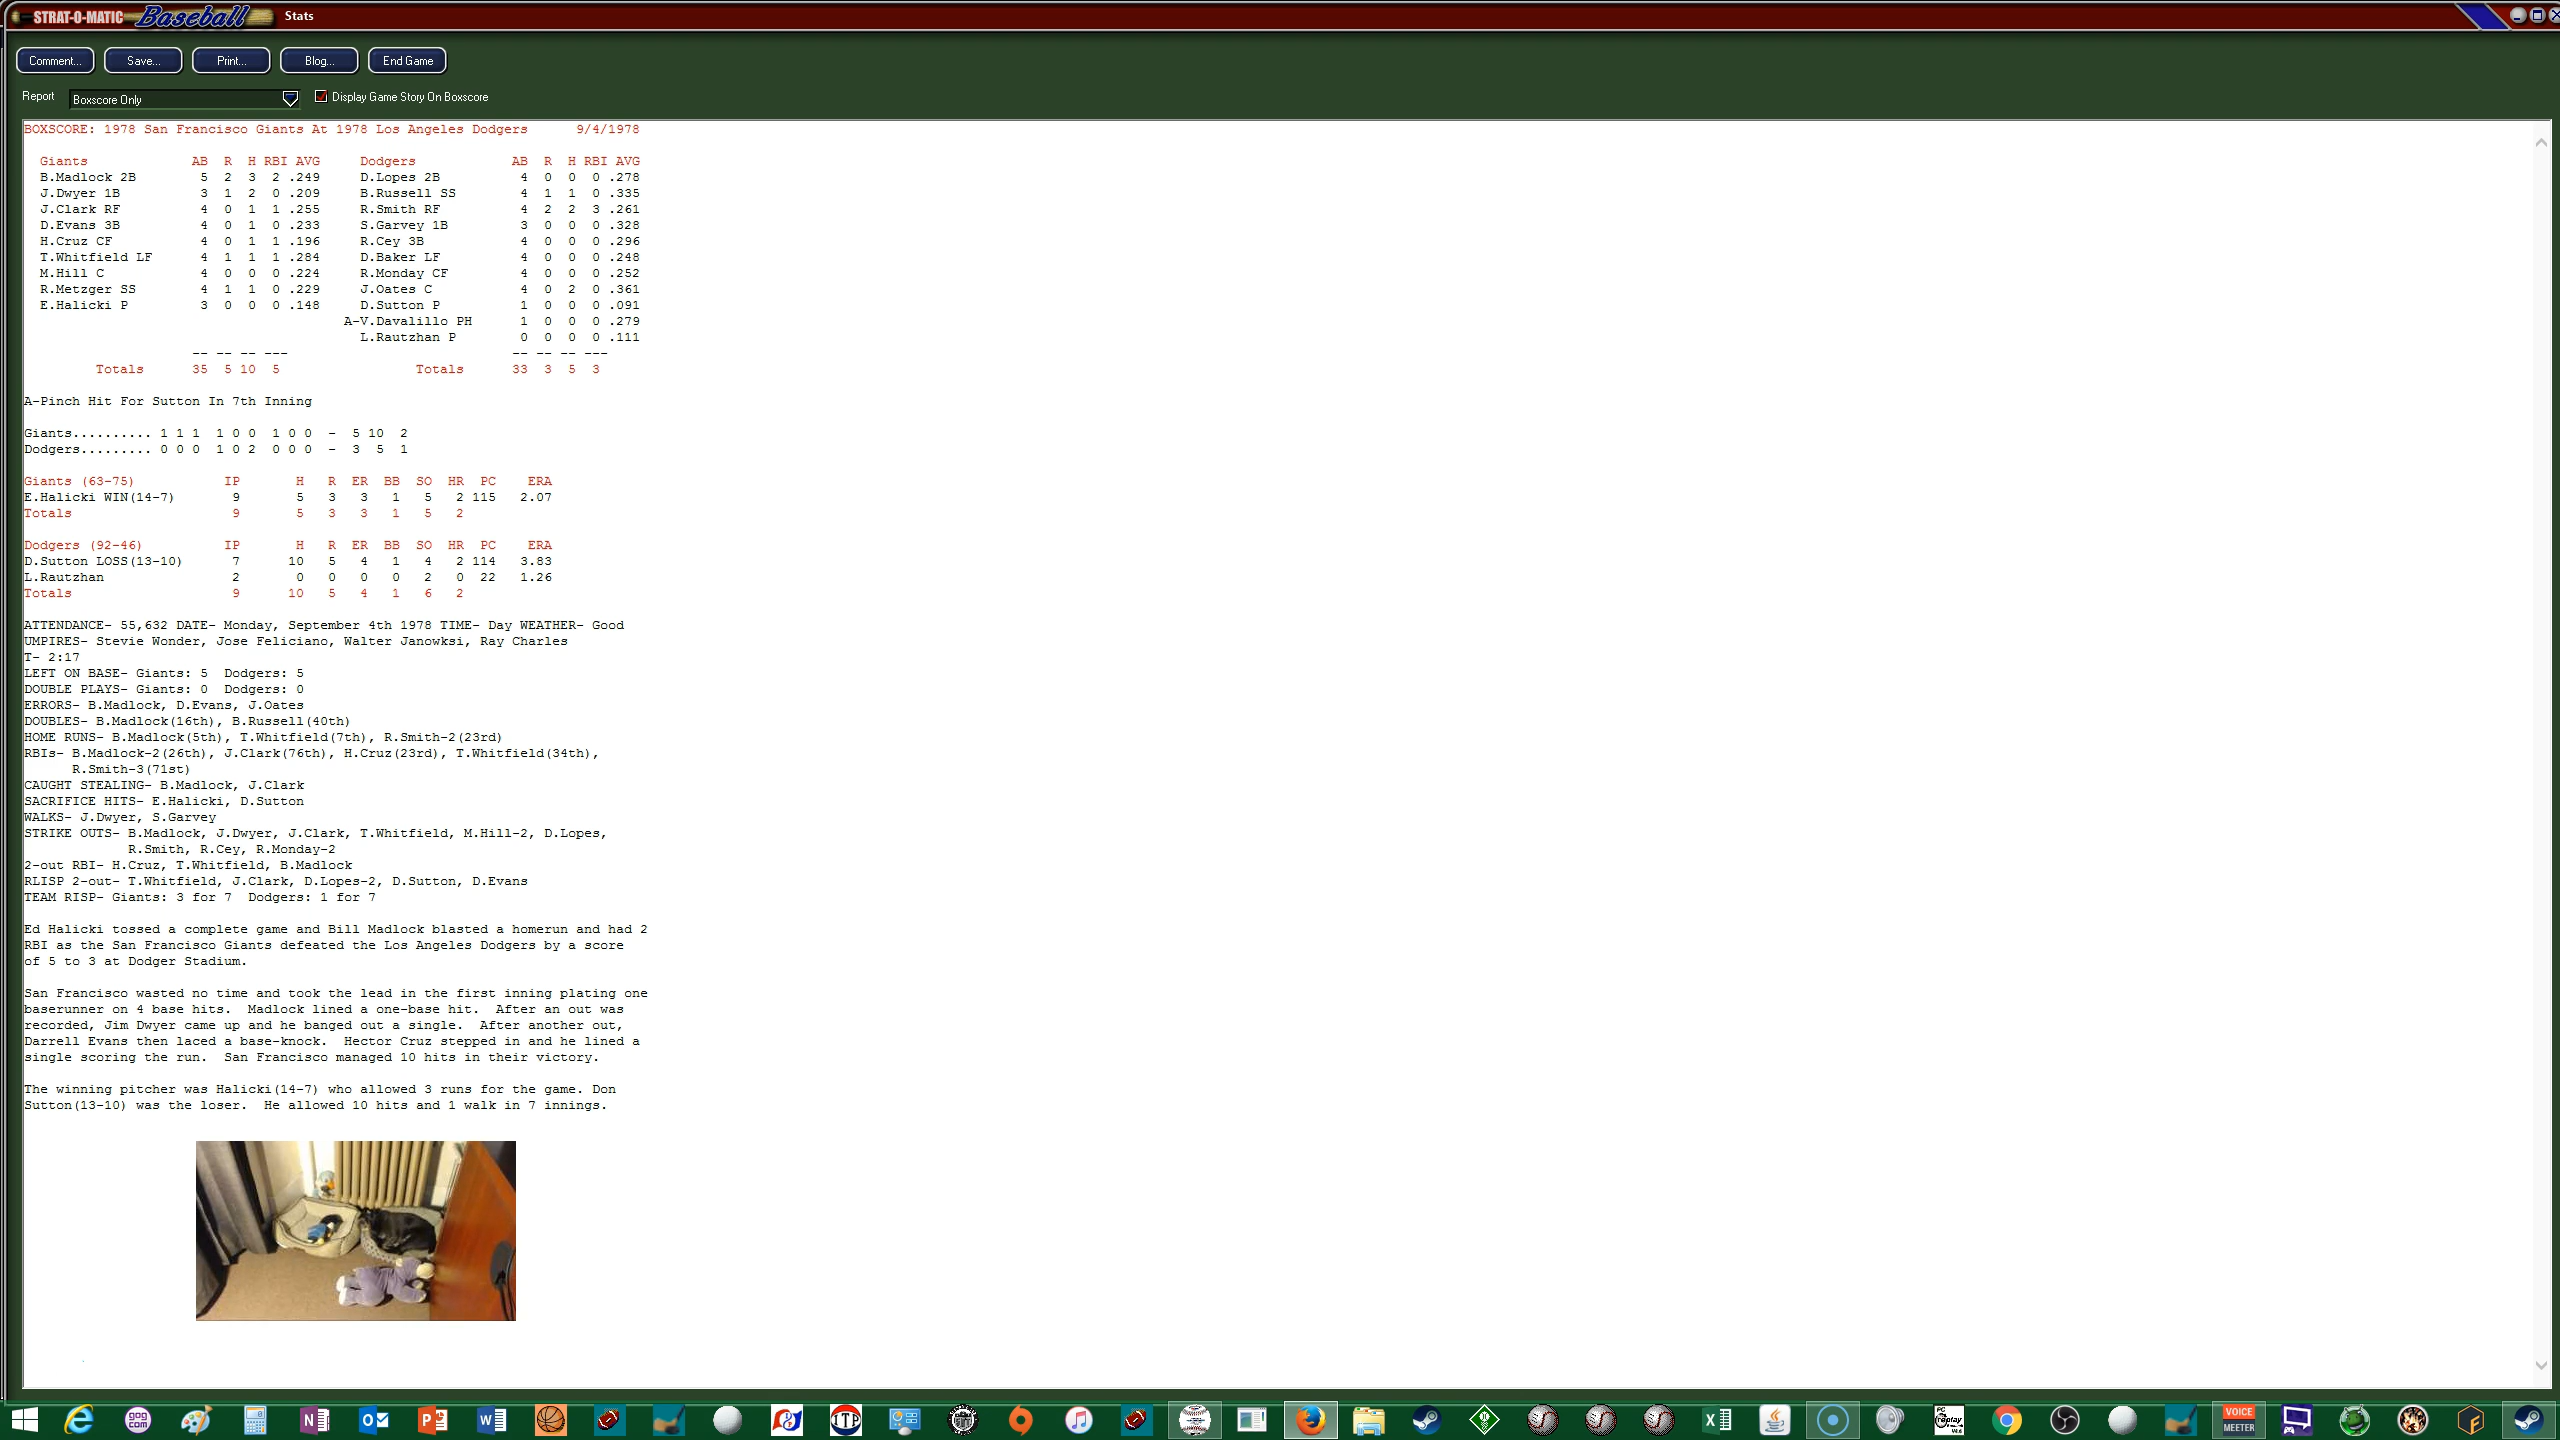 STRAT-O-MATIC Baseball Stats
Comment... Save... Print... Blog... End Game
Report Boxscore Only Display Game Story On Boxscore
BOXSCORE: 1978 San Francisco Giants At 1978 Los Angeles Dodgers 9/4/1978
Giants AB R H RBI AVG Dodgers AB R H RBI AVG
B.Madlock 2B 5 2 3 2 .249 D.Lopes 2B 4 0 0 0 .278
J.Dwyer 1B 3 1 2 0 .209 B.Russell SS 4 1 1 0 .335
J.Clark RF 4 0 1 1 .255 R.Smith RF 4 2 2 3 .261
D.Evans 3B 4 0 1 0 .233 S.Garvey 1B 3 0 0 0 .328
H.Cruz CF 4 0 1 1 .196 R.Cey 3B 4 0 0 0 .296
T.Whitfield LF 4 1 1 1 .284 D.Baker LF 4 0 0 0 .248
M.Hill C 4 0 0 0 .224 R.Monday CF 4 0 0 0 .252
R.Metzger SS 4 1 1 0 .229 J.Oates C 4 0 2 0 .361
E.Halicki P 3 0 0 0 .148 D.Sutton P 1 0 0 0 .091
A-V.Davalillo PH 1 0 0 0 .279
L.Rautzhan P 0 0 0 0 .111
-- -- -- --- -- -- -- ---
Totals 35 5 10 5 Totals 33 3 5 3
A-Pinch Hit For Sutton In 7th Inning
Giants.......... 1 1 1 1 0 0 1 0 0 - 5 10 2
Dodgers......... 0 0 0 1 0 2 0 0 0 - 3 5 1
Giants (63-75) IP H R ER BB SO HR PC ERA
E.Halicki WIN(14-7) 9 5 3 3 1 5 2 115 2.07
Totals 9 5 3 3 1 5 2
Dodgers (92-46) IP H R ER BB SO HR PC ERA
D.Sutton LOSS(13-10) 7 10 5 4 1 4 2 114 3.83
L.Rautzhan 2 0 0 0 0 2 0 22 1.26
Totals 9 10 5 4 1 6 2
ATTENDANCE- 55,632 DATE- Monday, September 4th 1978 TIME- Day WEATHER- Good
UMPIRES- Stevie Wonder, Jose Feliciano, Walter Janowksi, Ray Charles
T- 2:17
LEFT ON BASE- Giants: 5 Dodgers: 5
DOUBLE PLAYS- Giants: 0 Dodgers: 0
ERRORS- B.Madlock, D.Evans, J.Oates
DOUBLES- B.Madlock(16th), B.Russell(40th)
HOME RUNS- B.Madlock(5th), T.Whitfield(7th), R.Smith-2(23rd)
RBIs- B.Madlock-2(26th), J.Clark(76th), H.Cruz(23rd), T.Whitfield(34th),
R.Smith-3(71st)
CAUGHT STEALING- B.Madlock, J.Clark
SACRIFICE HITS- E.Halicki, D.Sutton
WALKS- J.Dwyer, S.Garvey
STRIKE OUTS- B.Madlock, J.Dwyer, J.Clark, T.Whitfield, M.Hill-2, D.Lopes,
R.Smith, R.Cey, R.Monday-2
2-out RBI- H.Cruz, T.Whitfield, B.Madlock
RLISP 2-out- T.Whitfield, J.Clark, D.Lopes-2, D.Sutton, D.Evans
TEAM RISP- Giants: 3 for 7 Dodgers: 1 for 7
Ed Halicki tossed a complete game and Bill Madlock blasted a homerun and had 2
RBI as the San Francisco Giants defeated the Los Angeles Dodgers by a score
of 5 to 3 at Dodger Stadium.
San Francisco wasted no time and took the lead in the first inning plating one
baserunner on 4 base hits. Madlock lined a one-base hit. After an out was
recorded, Jim Dwyer came up and he banged out a single. After another out,
Darrell Evans then laced a base-knock. Hector Cruz stepped in and he lined a
single scoring the run. San Francisco managed 10 hits in their victory.
The winning pitcher was Halicki(14-7) who allowed 3 runs for the game. Don
Sutton(13-10) was the loser. He allowed 10 hits and 1 walk in 7 innings.
gog com ITP replay VOICE MEETER